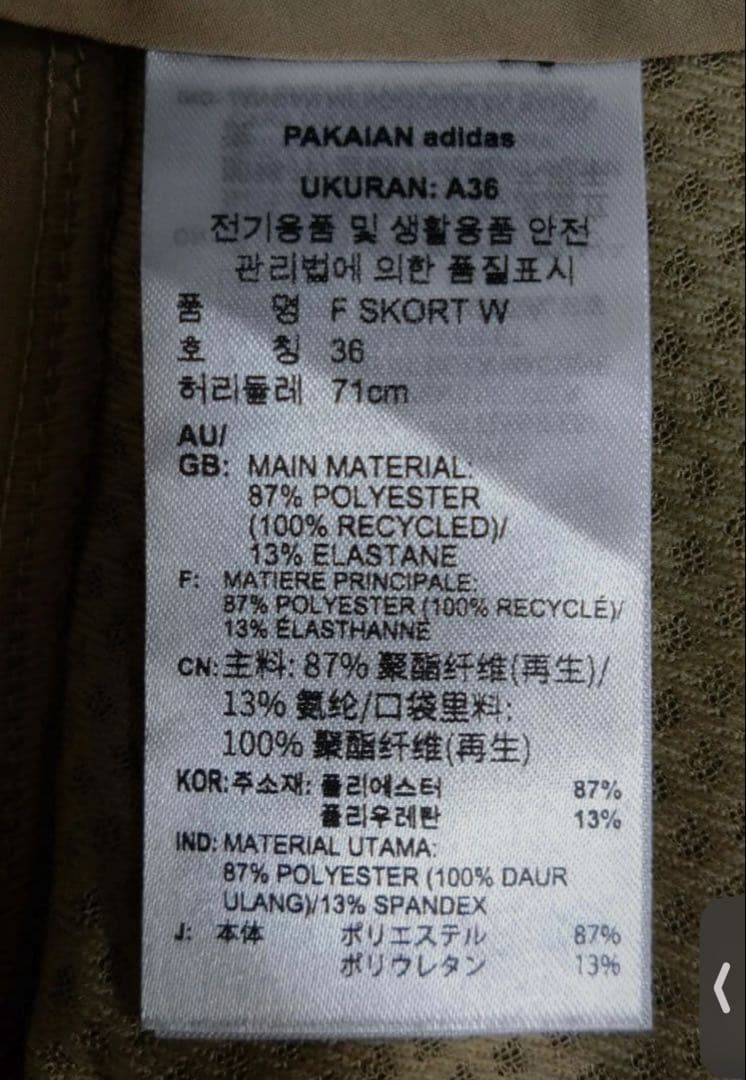 PAKAIAN adidas
UKURAN: A36
전기용품 및 생활용품 안전
관리법에 의한 품질표시
품 명 F SKORT W
호 칭 36
허리둘레 71cm
AU/
GB: MAIN MATERIAL:
87% POLYESTER
(100% RECYCLED)/
13% ELASTANE
F: MATIERE PRINCIPALE:
87% POLYESTER (100% RECYCLÉ)/
13% ÉLASTHANNE
CN: 主料: 87% 聚酯纤维(再生)/
13% 氨纶/口袋里料:
100% 聚酯纤维(再生)
KOR: 주소재: 폴리에스터 87%
폴리우레탄 13%
IND: MATERIAL UTAMA:
87% POLYESTER (100% DAUR
ULANG)/13% SPANDEX
J: 本体 ポリエステル 87%
ポリウレタン 13%